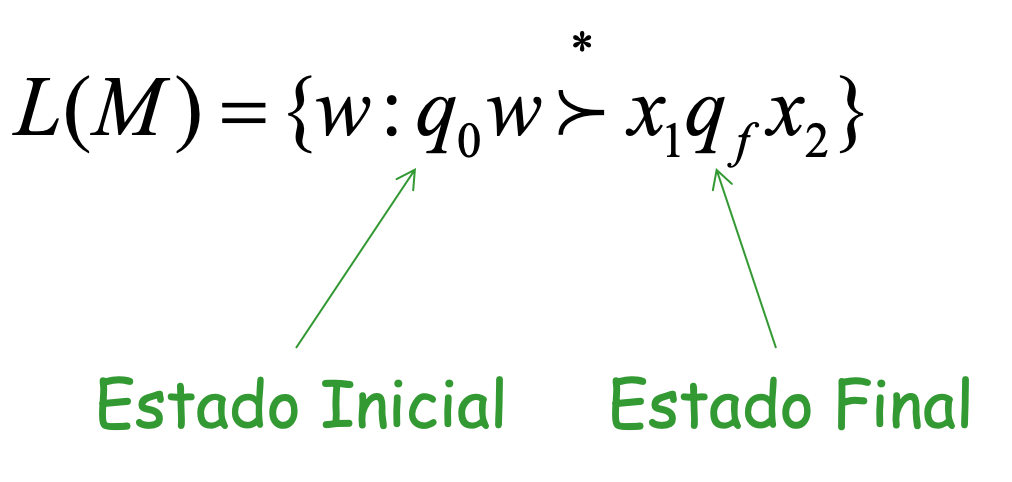 L(M) = {w : q₀w ≻* x₁q_f x₂}
Estado Inicial Estado Final